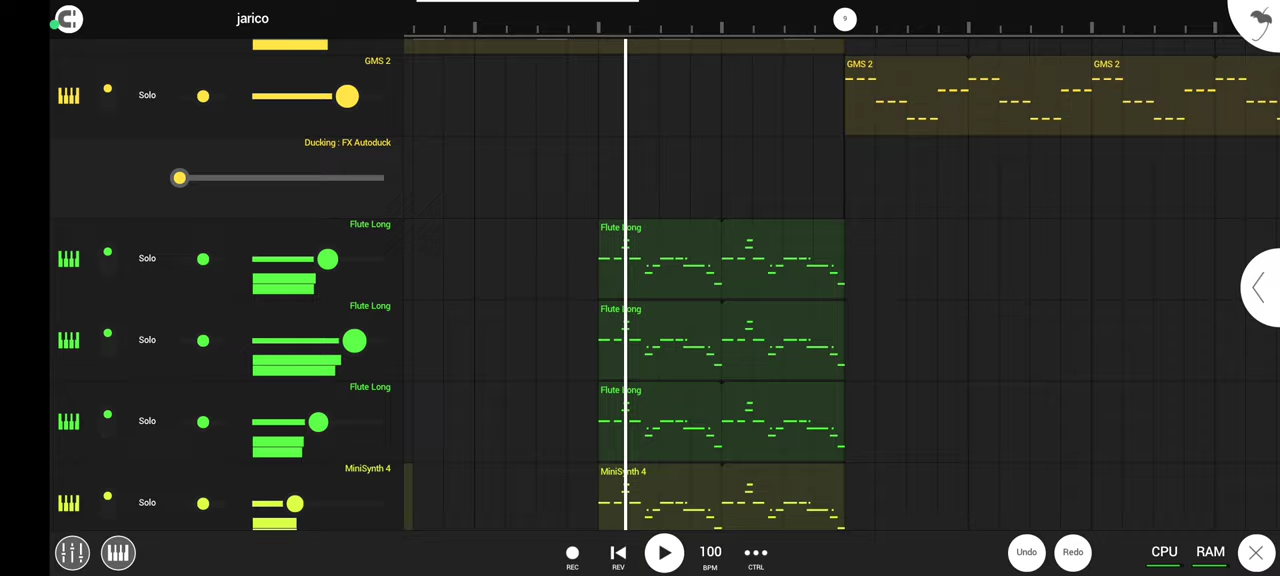 jarico
9
GMS 2
Solo
GMS 2
GMS 2
Ducking : FX Autoduck
Flute Long
Solo
Flute Long
Flute Long
Solo
Flute Long
Flute Long
Solo
Flute Long
MiniSynth 4
Solo
MiniSynth 4
REC
REV
100
BPM
CTRL
Undo
Redo
CPU
RAM